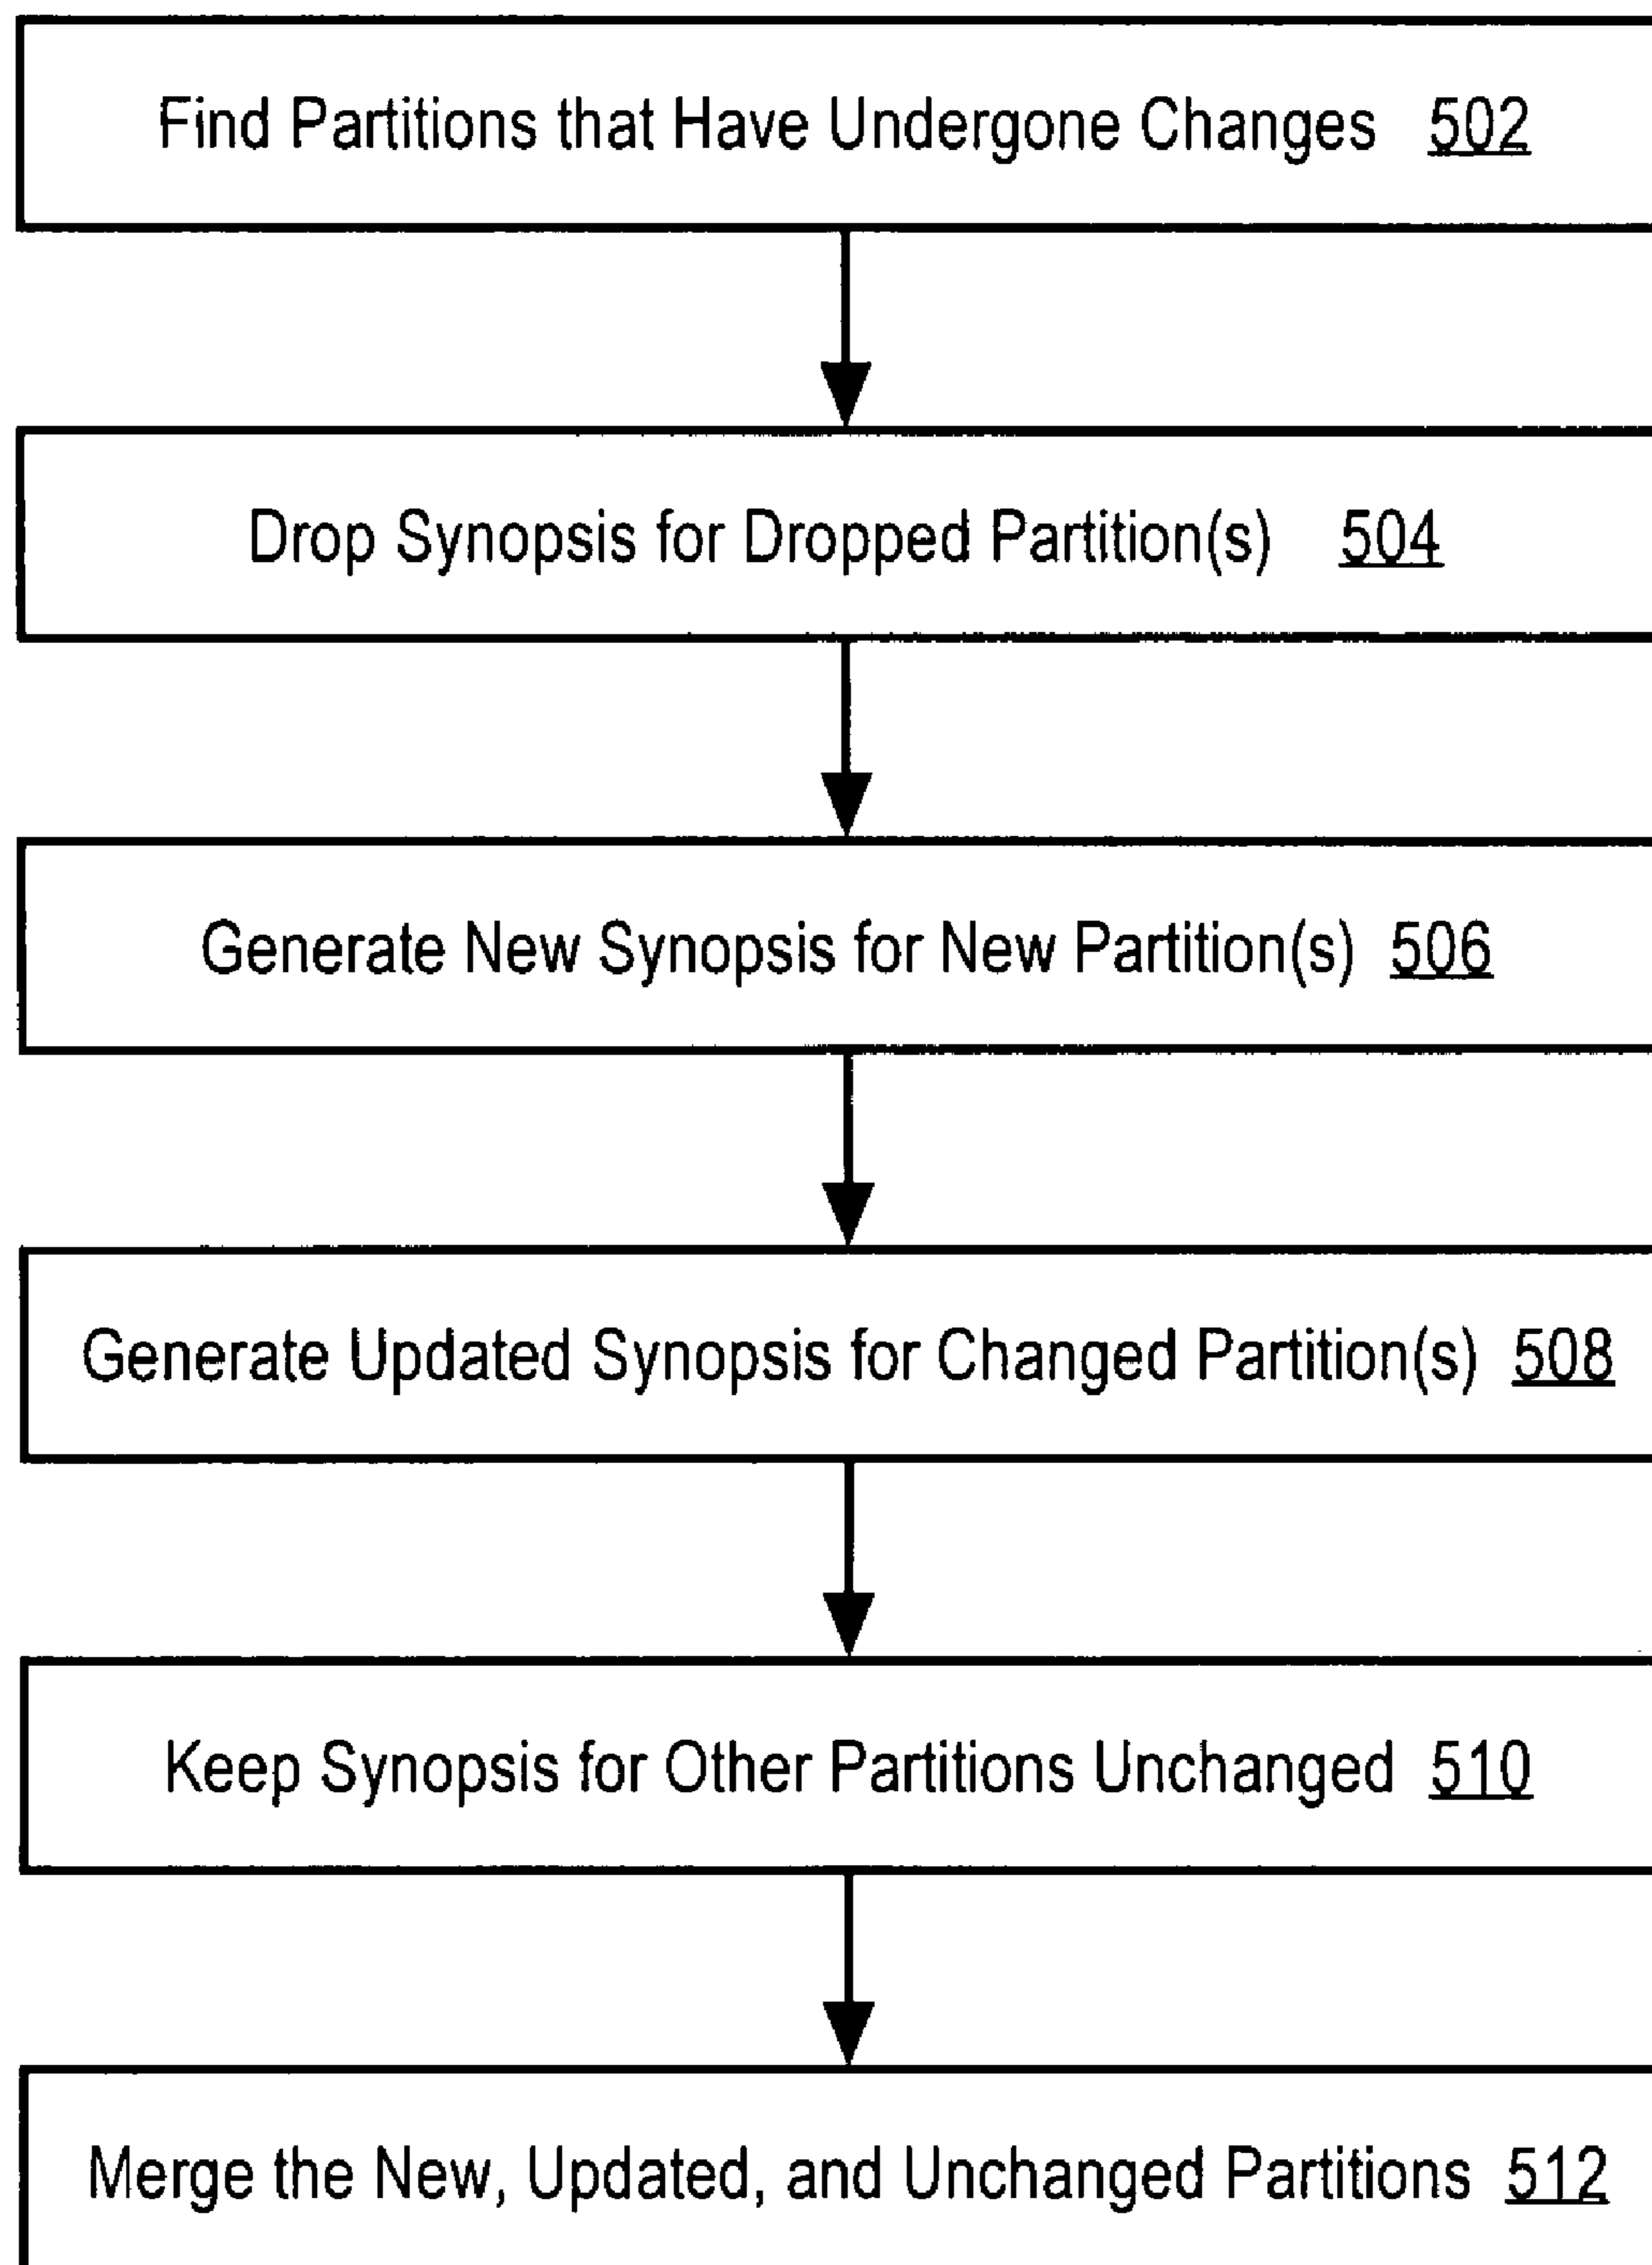 Find Partitions that Have Undergone Changes 502
Drop Synopsis for Dropped Partition(s) 504
Generate New Synopsis for New Partition(s) 506
Generate Updated Synopsis for Changed Partition(s) 508
Keep Synopsis for Other Partitions Unchanged 510
Merge the New, Updated, and Unchanged Partitions 512